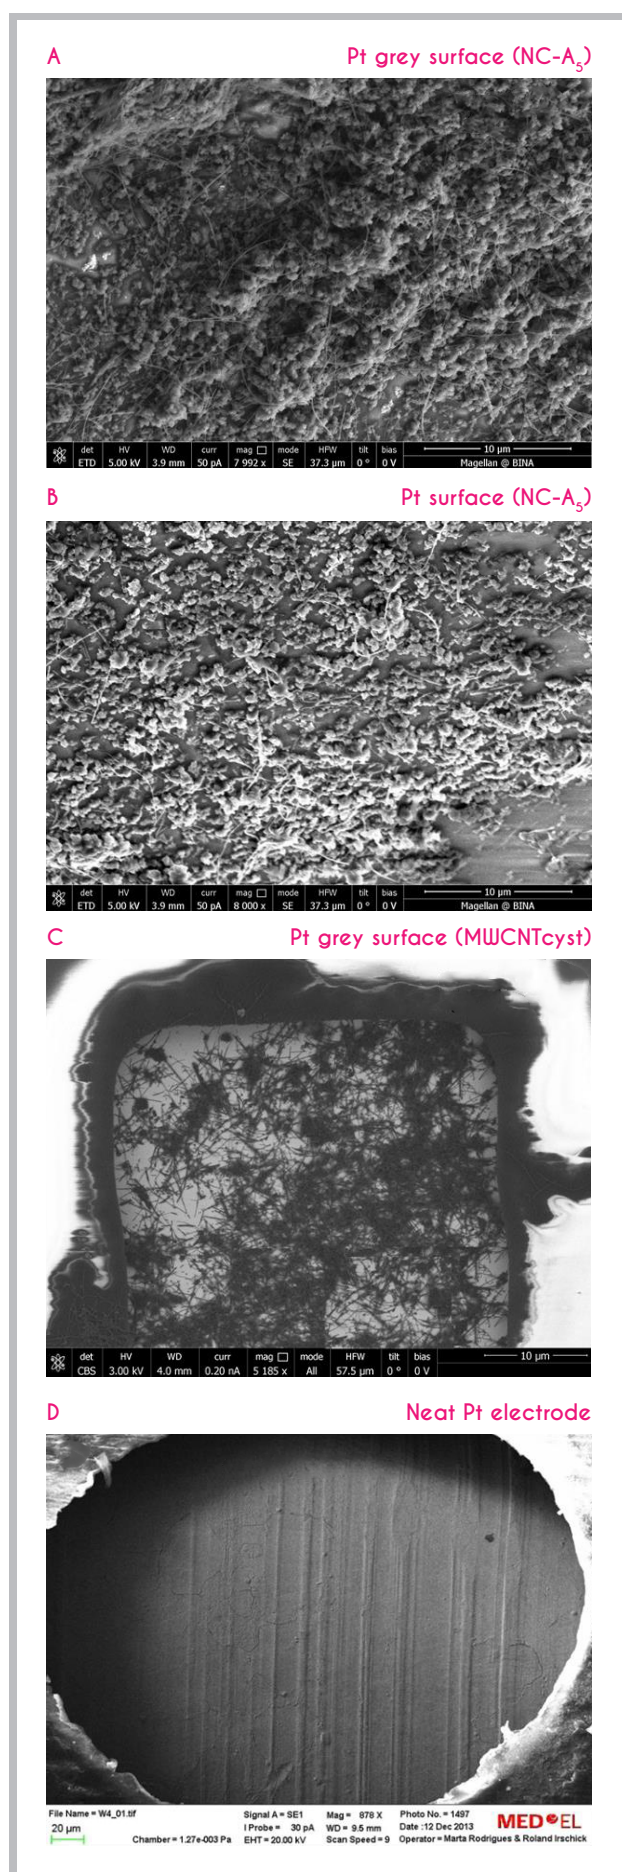 A Pt grey surface (NC-A5)
det HV WD curr mag mode HFW tilt bias 10 µm
ETD 5.00 kV 3.9 mm 50 pA 7 992 x SE 37.3 µm 0 ° 0 V Magellan @ BINA
B Pt surface (NC-A5)
det HV WD curr mag mode HFW tilt bias 10 µm
ETD 5.00 kV 3.9 mm 50 pA 8 000 x SE 37.3 µm 0 ° 0 V Magellan @ BINA
C Pt grey surface (MWCNTcyst)
det HV WD curr mag mode HFW tilt bias 10 µm
CBS 3.00 kV 4.0 mm 0.20 nA 5 185 x All 57.5 µm 0 ° 0 V
D Neat Pt electrode
File Name = W4_01.tif Signal A = SE1 Mag = 878 X Photo No. = 1497 MED-EL
20 µm I Probe = 30 pA WD = 9.5 mm Date :12 Dec 2013
Chamber = 1.27e-003 Pa EHT = 20.00 kV Scan Speed = 9 Operator = Marta Rodrigues & Roland Irschick